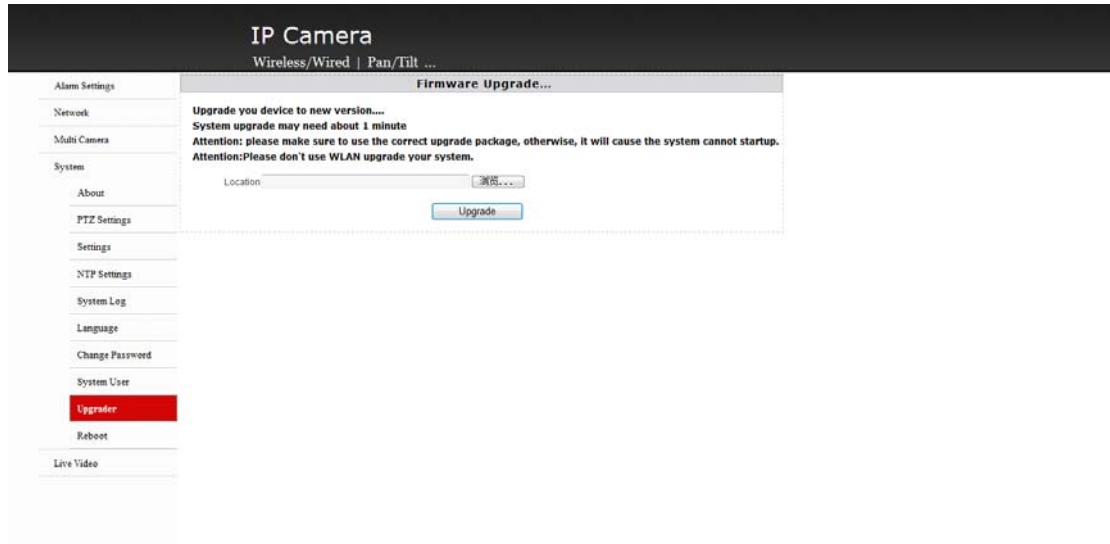 IP Camera
Wireless/Wired | Pan/Tilt ...
Alarm Settings
Network
Multi Camera
System
About
PTZ Settings
Settings
NTP Settings
System Log
Language
Change Password
System User
Upgrader
Reboot
Live Video
Firmware Upgrade...
Upgrade you device to new version....
System upgrade may need about 1 minute
Attention: please make sure to use the correct upgrade package, otherwise, it will cause the system cannot startup.
Attention:Please don't use WLAN upgrade your system.
Location 浏览...
Upgrade